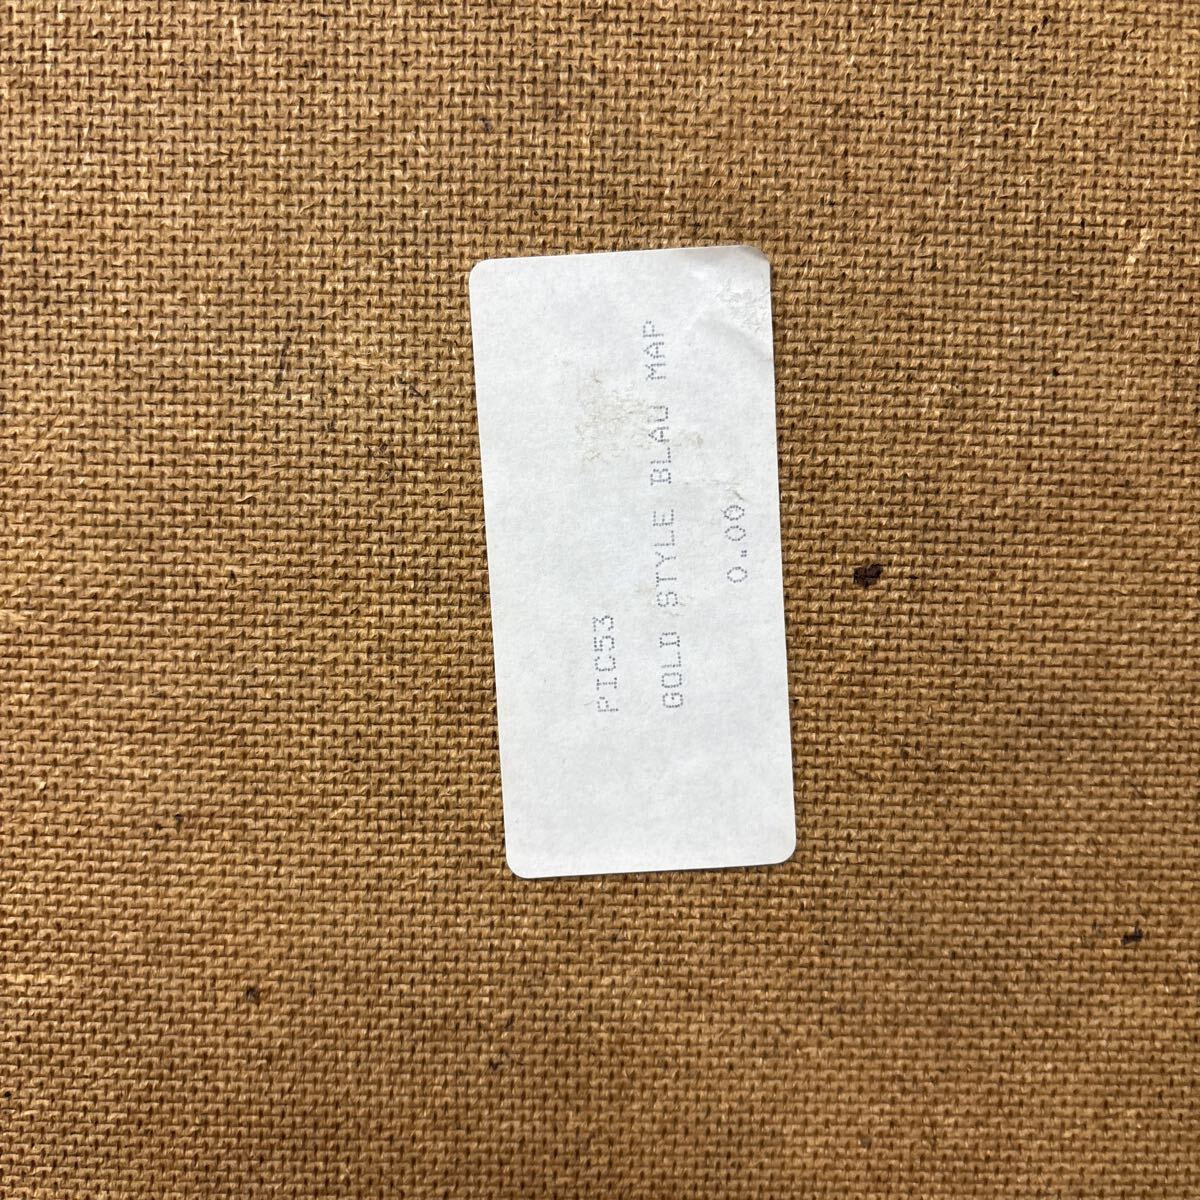 PIC53
GOLD STYLE BLAU MAP
0.00